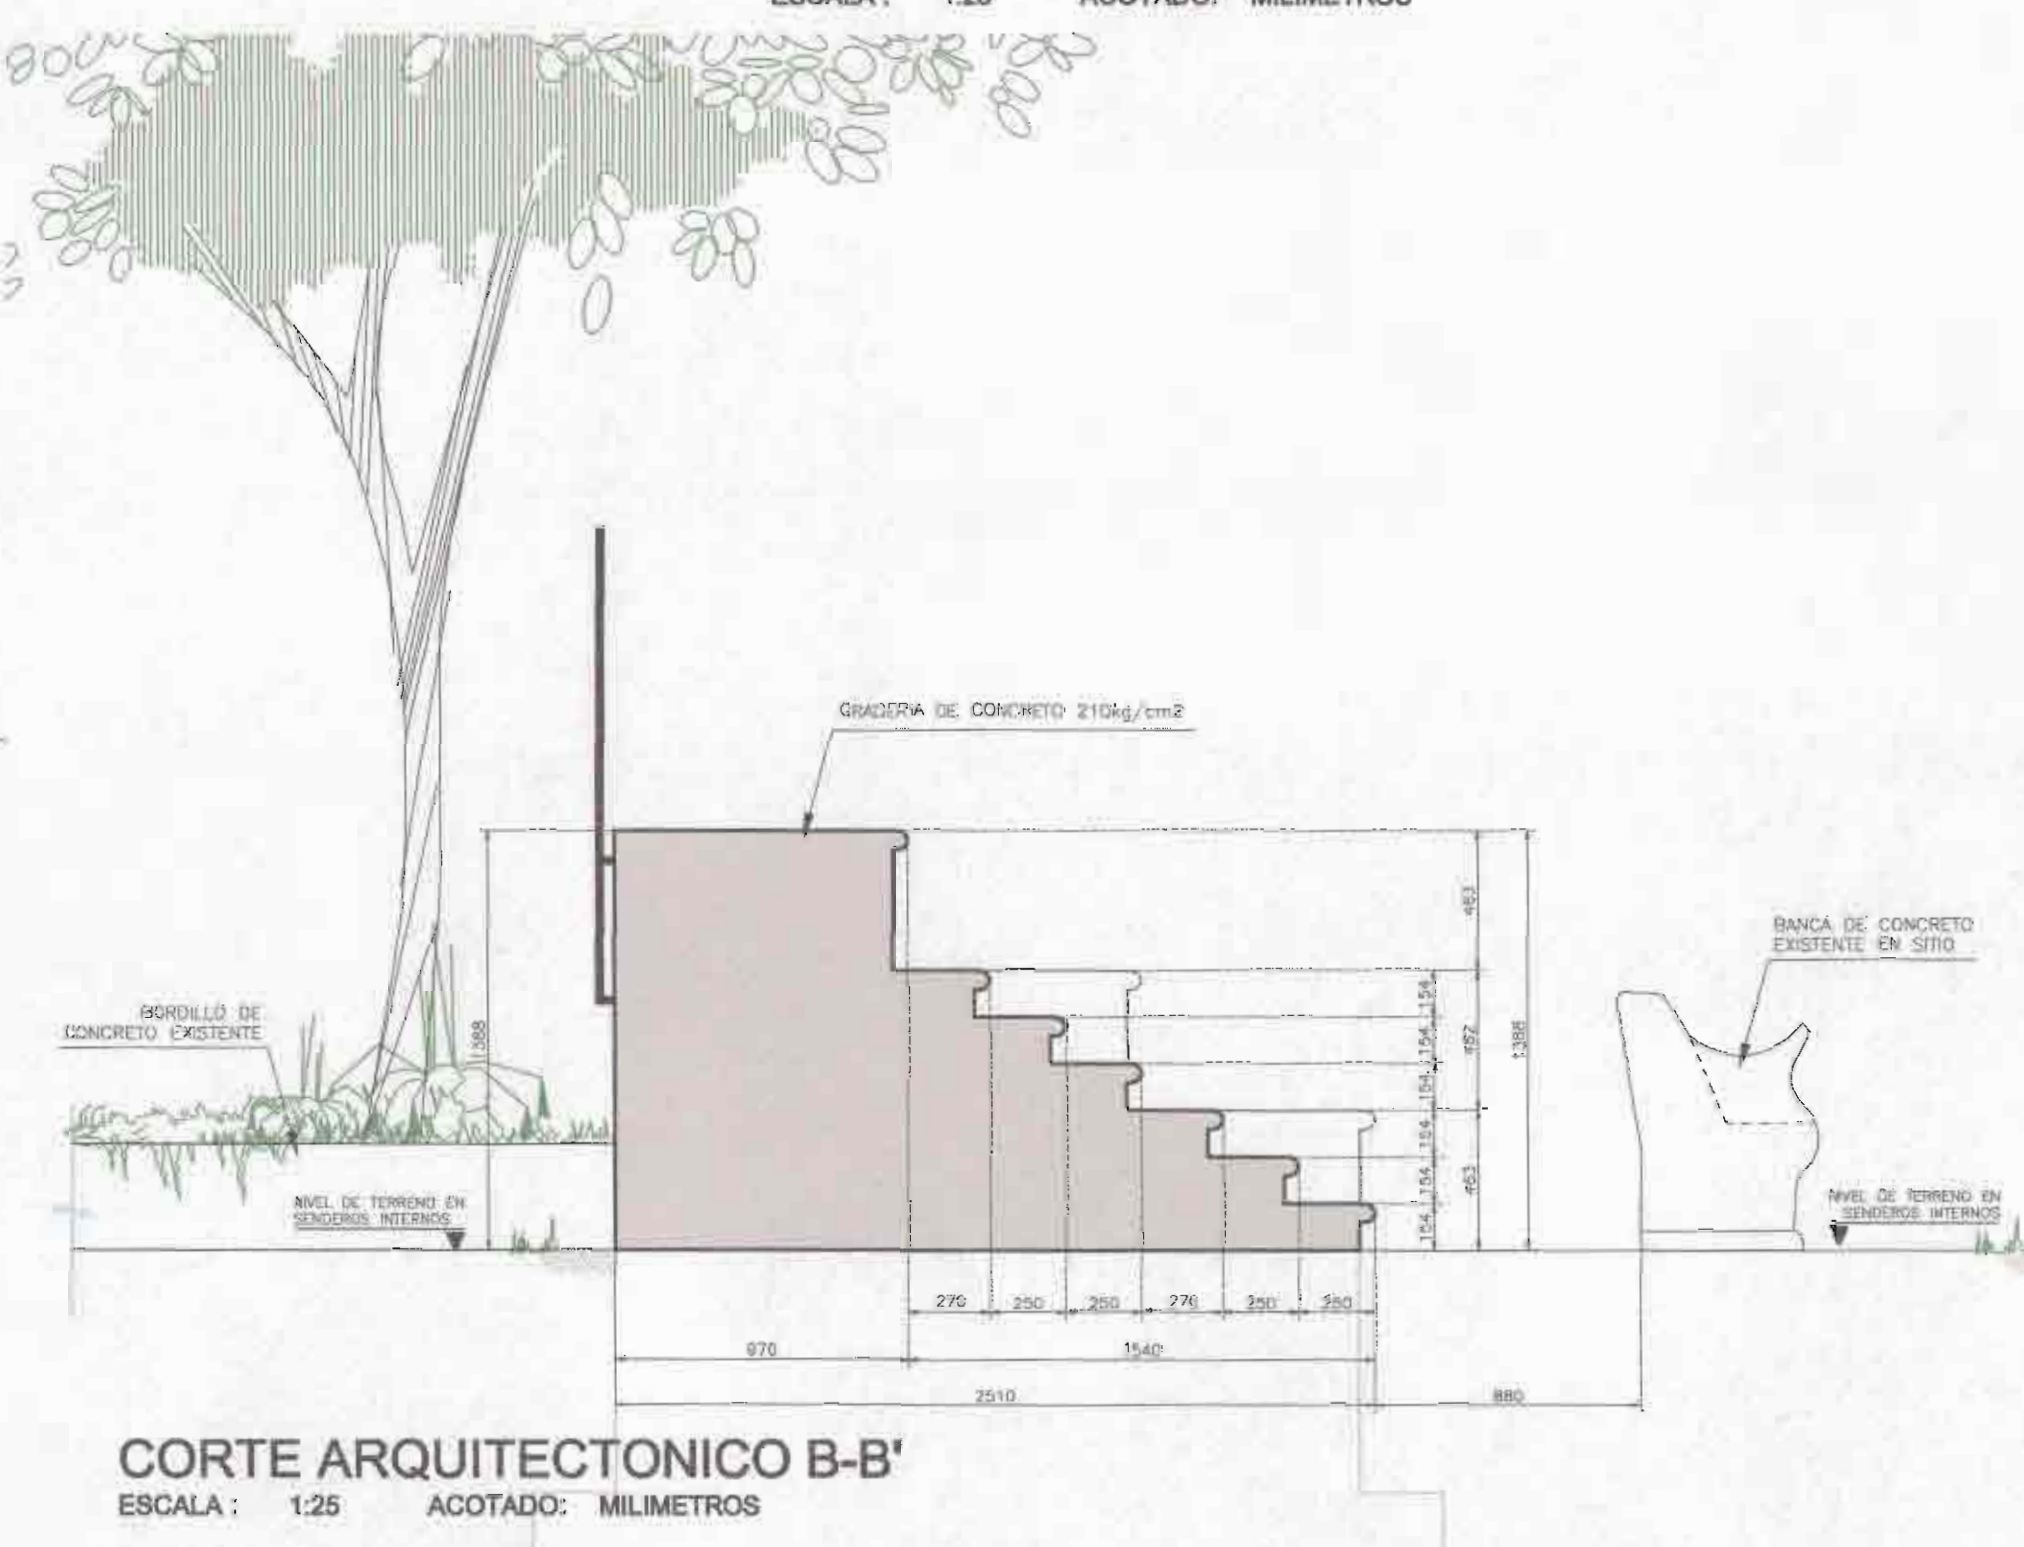 ESCALA : 1:25 ACOTADO: MILIMETROS
GRADERIA DE CONCRETO 210kg/cm2
463
BANCA DE CONCRETO
EXISTENTE EN SITIO
154
BORDILLO DE
CONCRETO EXISTENTE
1388
154
1388
154
154
463
154
NIVEL DE TERRENO EN
SENDEROS INTERNOS
NIVEL DE TERRENO EN
SENDEROS INTERNOS
154
270 250 250 270 250 250
970 1540
2510 880
CORTE ARQUITECTONICO B-B'
ESCALA : 1:25 ACOTADO: MILIMETROS